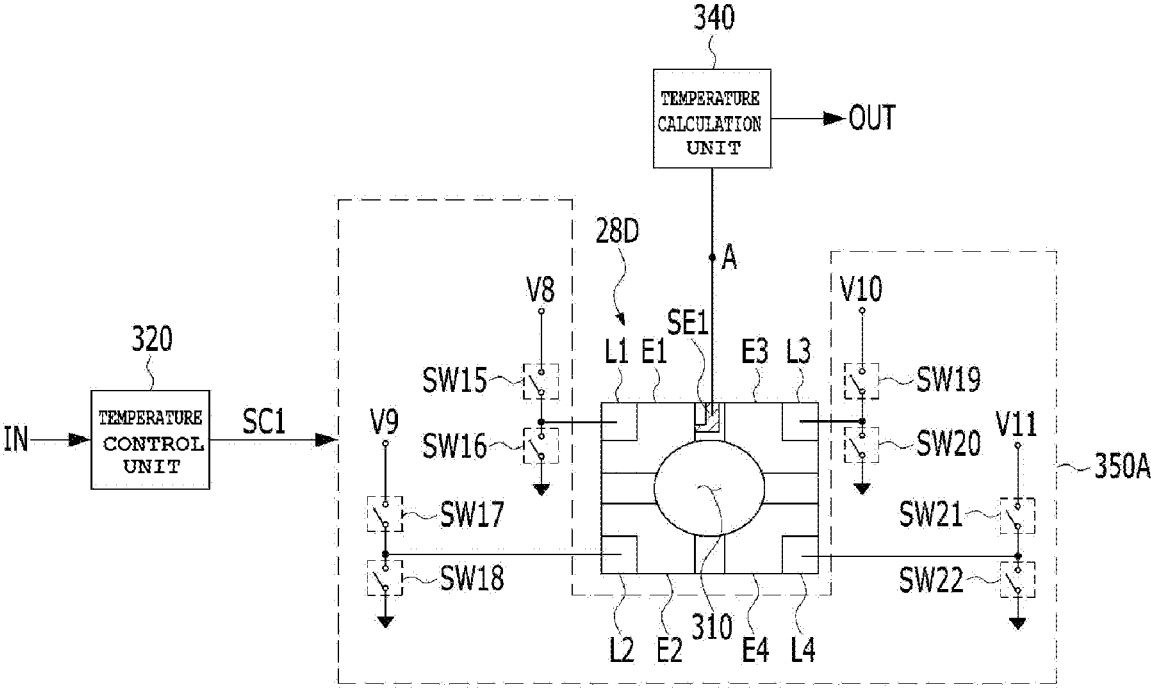 340
TEMPERATURE
CALCULATION
UNIT
OUT
28D
A
V8
V10
SE1
320
L1 E1 E3 L3
SW15
SW19
TEMPERATURE
CONTROL
UNIT
IN
SC1
V9
SW16
SW20
V11
350A
SW17
SW21
SW18
SW22
310
L2 E2 E4 L4